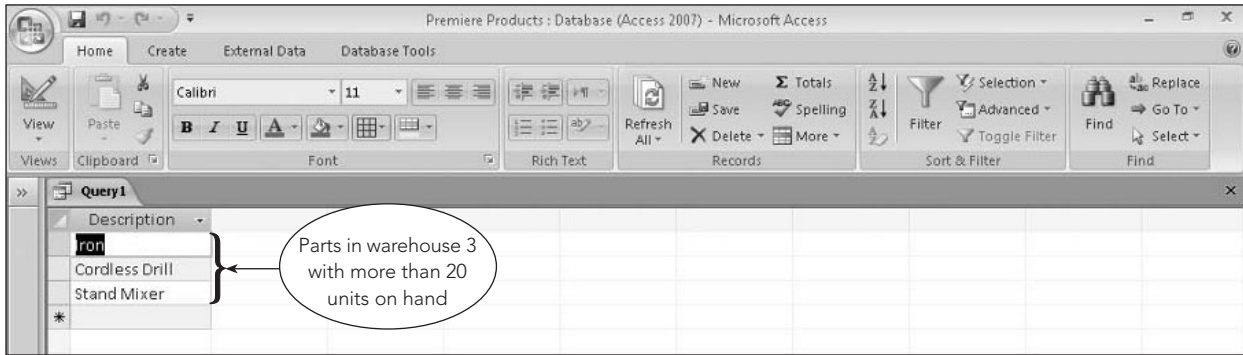 Premiere Products : Database (Access 2007) - Microsoft Access
Home Create External Data Database Tools
View
Views
Paste
Clipboard
Calibri 11
B I U A
Font
ab
Rich Text
Refresh All
New
Save
Delete
Σ Totals
Spelling
More
Records
Filter
Selection
Advanced
Toggle Filter
Sort & Filter
Find
Replace
Go To
Select
Find
Query1
Description
Iron
Cordless Drill
Stand Mixer
Parts in warehouse 3
with more than 20
units on hand